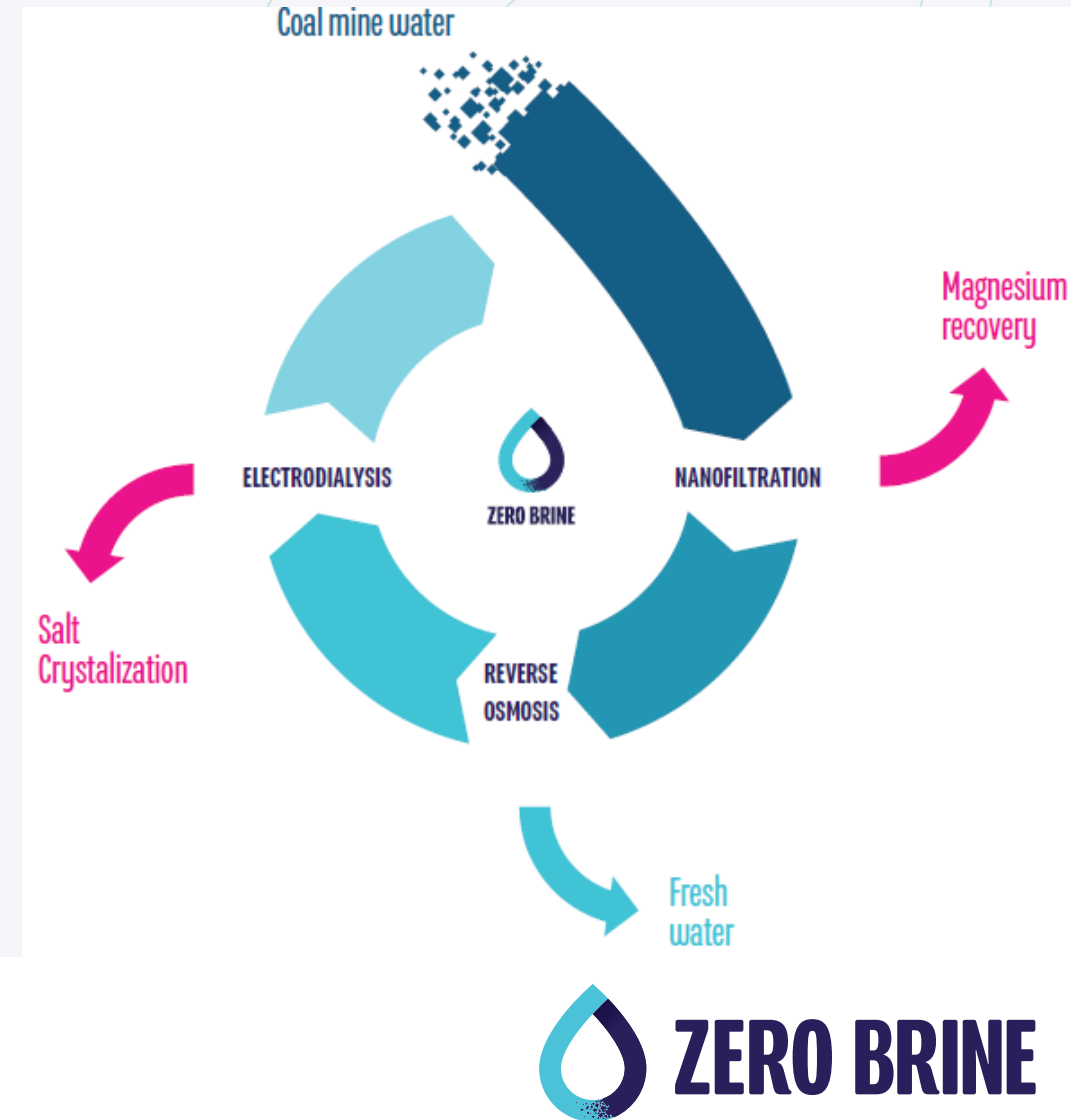 Coal mine water
Magnesium
recovery
ELECTRODIALYSIS
NANOFILTRATION
ZERO BRINE
Salt
Crystalization
REVERSE
OSMOSIS
Fresh
water
ZERO BRINE